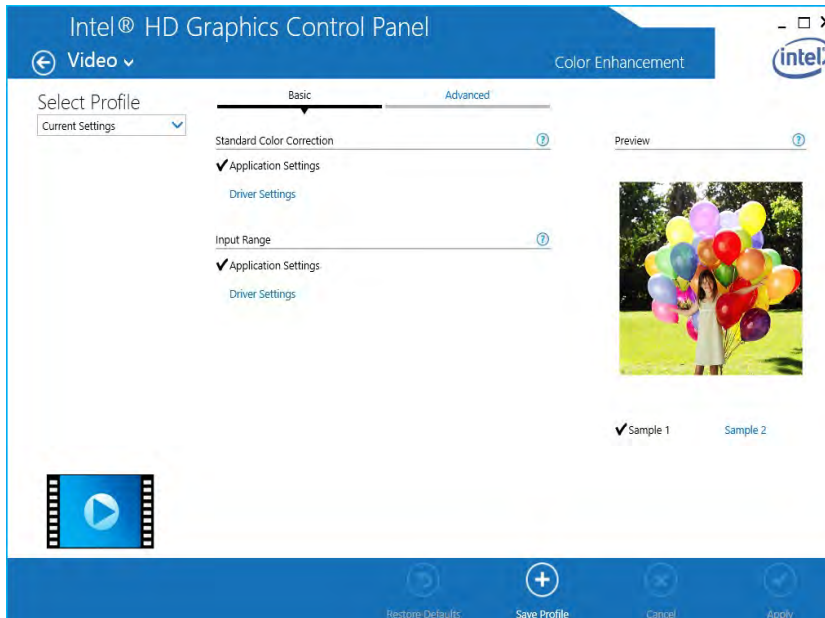 Intel® HD Graphics Control Panel
Video
Color Enhancement
intel
Select Profile
Current Settings
Basic
Advanced
Standard Color Correction
Application Settings
Driver Settings
Input Range
Application Settings
Driver Settings
Preview
Sample 1
Sample 2
Restore Defaults
Save Profile
Cancel
Apply